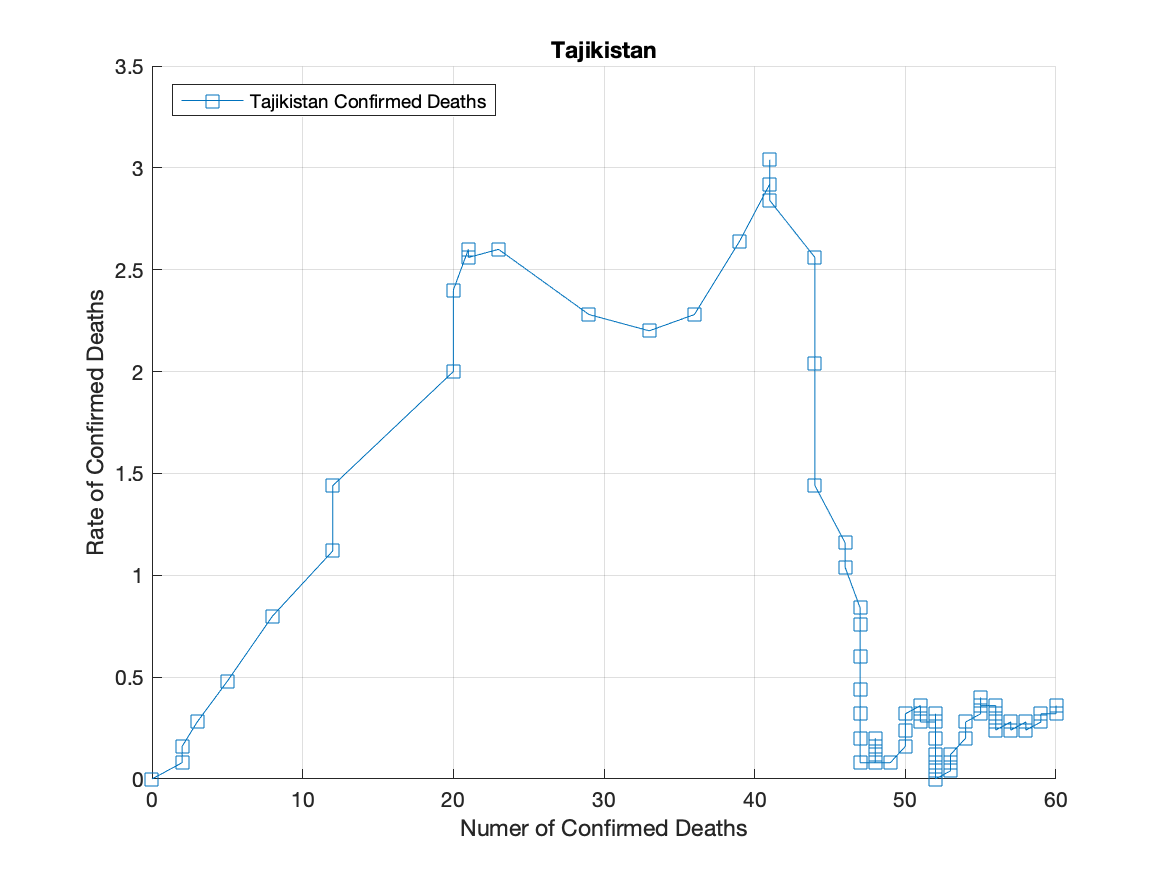 Tajikistan
Tajikistan Confirmed Deaths
3.5
3
2.5
2
1.5
1
0.5
0
Rate of Confirmed Deaths
0 10 20 30 40 50 60
Numer of Confirmed Deaths